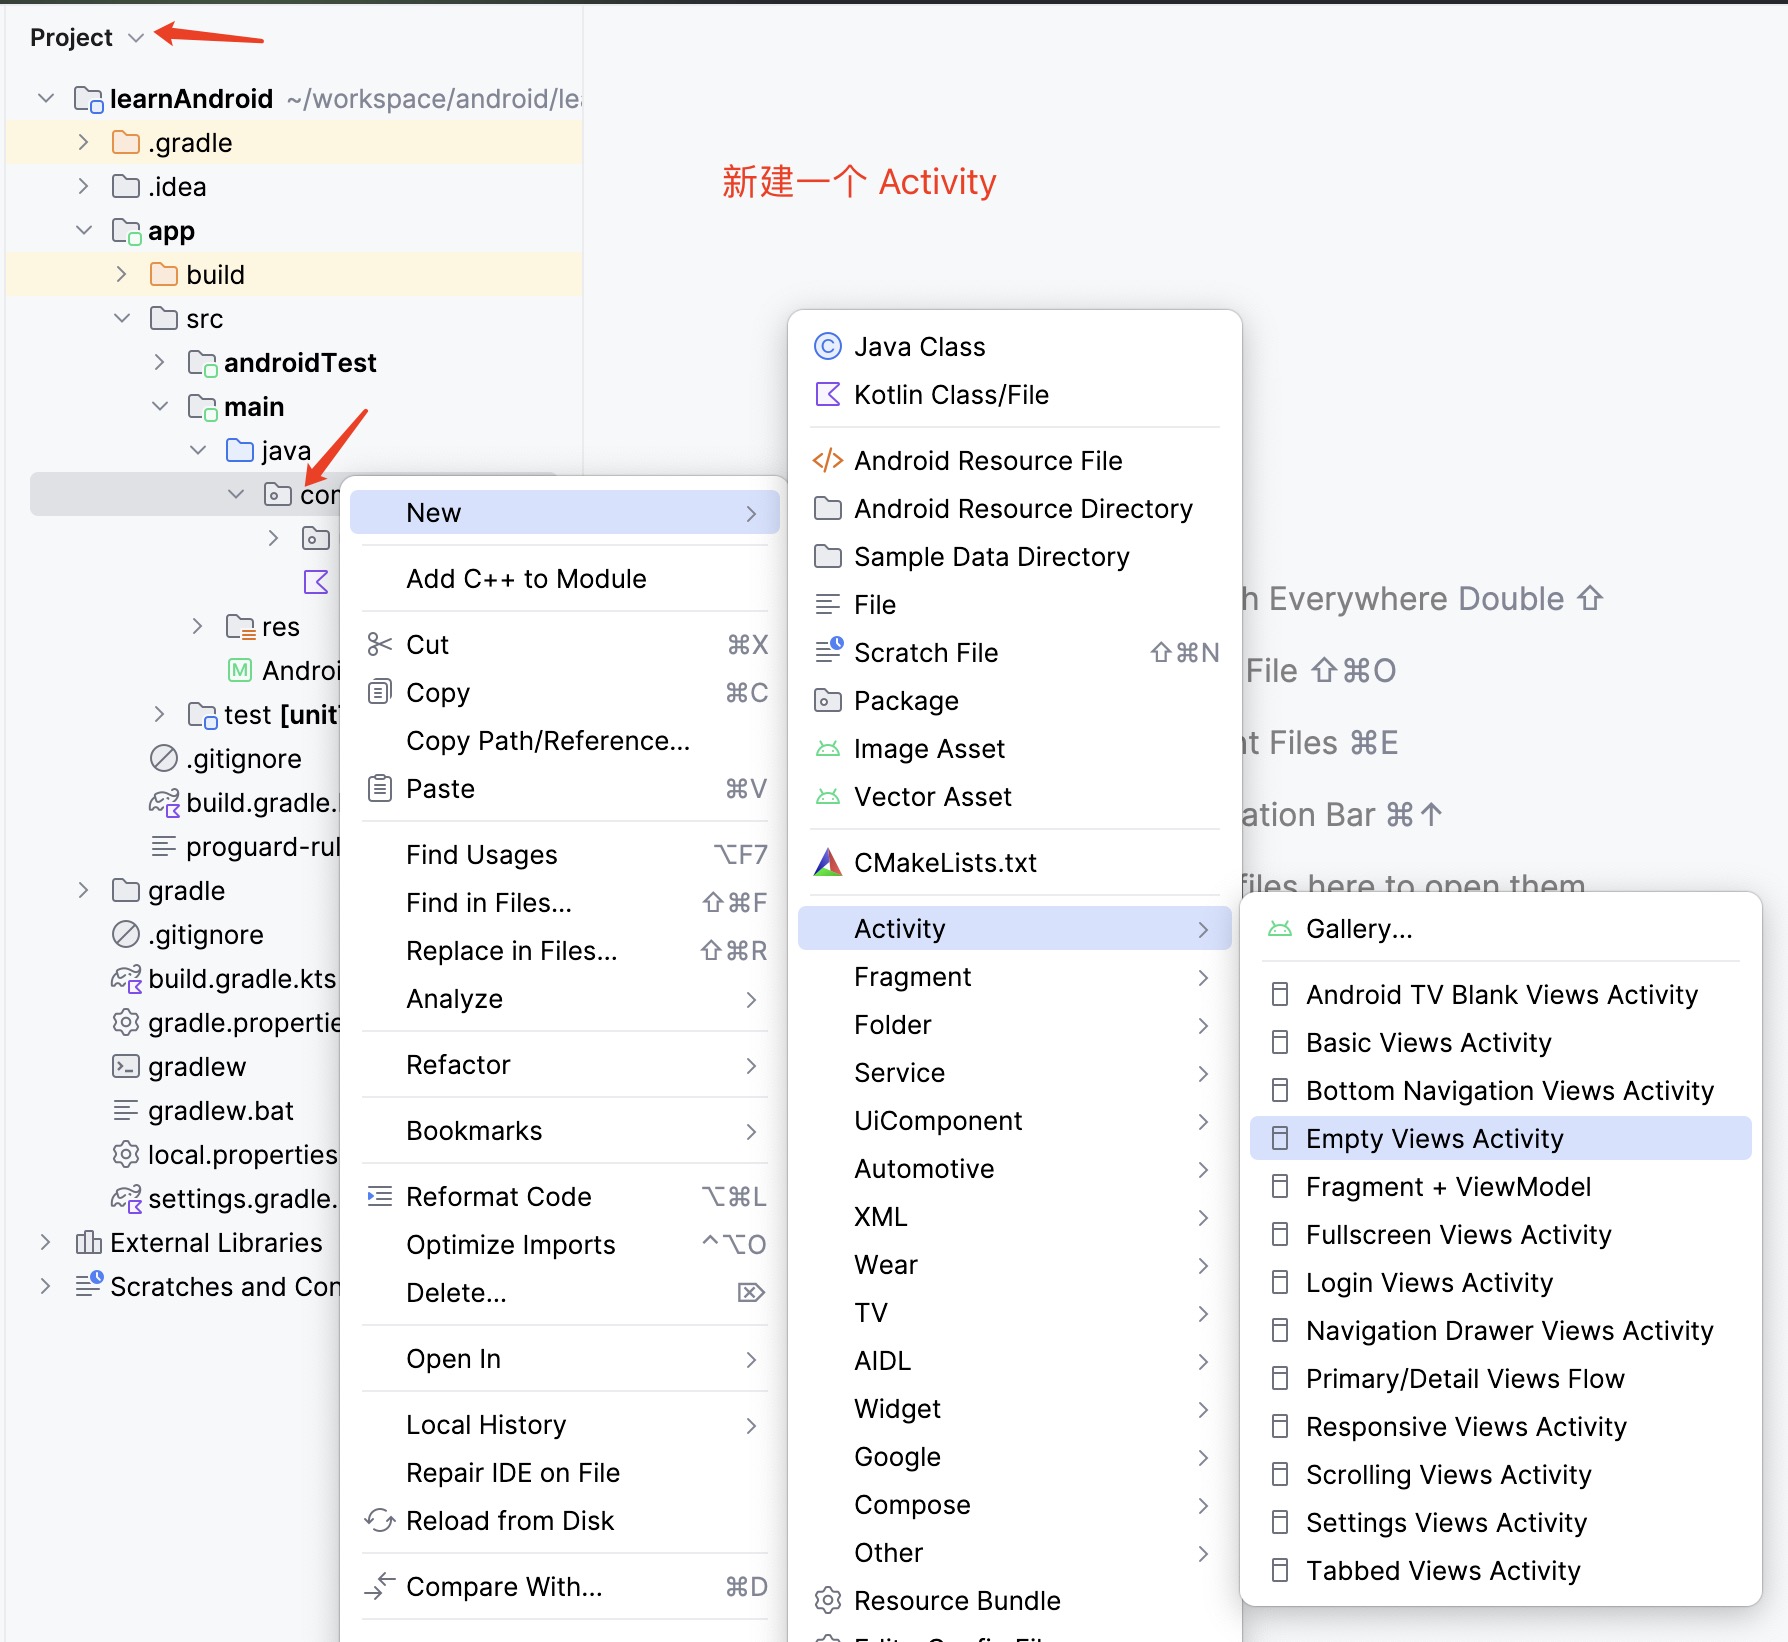 Project
learnAndroid ~/workspace/android/lea
.gradle
.idea
app
build
src
androidTest
main
java
com
res
Androi
test [unitT
.gitignore
build.gradle.
proguard-rul
gradle
.gitignore
build.gradle.kts
gradle.propertie
gradlew
gradlew.bat
local.properties
settings.gradle.
External Libraries
Scratches and Con
新建一个 Activity
New
Add C++ to Module
Cut ⌘X
Copy ⌘C
Copy Path/Reference...
Paste ⌘V
Find Usages ⌥F7
Find in Files... ⇧⌘F
Replace in Files... ⇧⌘R
Analyze
Refactor
Bookmarks
Reformat Code ⌥⌘L
Optimize Imports ^⌥O
Delete... ⌦
Open In
Local History
Repair IDE on File
Reload from Disk
Compare With... ⌘D
Java Class
Kotlin Class/File
Android Resource File
Android Resource Directory
Sample Data Directory
File
Scratch File ⇧⌘N
Package
Image Asset
Vector Asset
CMakeLists.txt
Activity
Fragment
Folder
Service
UiComponent
Automotive
XML
Wear
TV
AIDL
Widget
Google
Compose
Other
Resource Bundle
h Everywhere Double ⇧
File ⇧⌘O
nt Files ⌘E
ation Bar ⌘↑
files here to open them
Gallery...
Android TV Blank Views Activity
Basic Views Activity
Bottom Navigation Views Activity
Empty Views Activity
Fragment + ViewModel
Fullscreen Views Activity
Login Views Activity
Navigation Drawer Views Activity
Primary/Detail Views Flow
Responsive Views Activity
Scrolling Views Activity
Settings Views Activity
Tabbed Views Activity